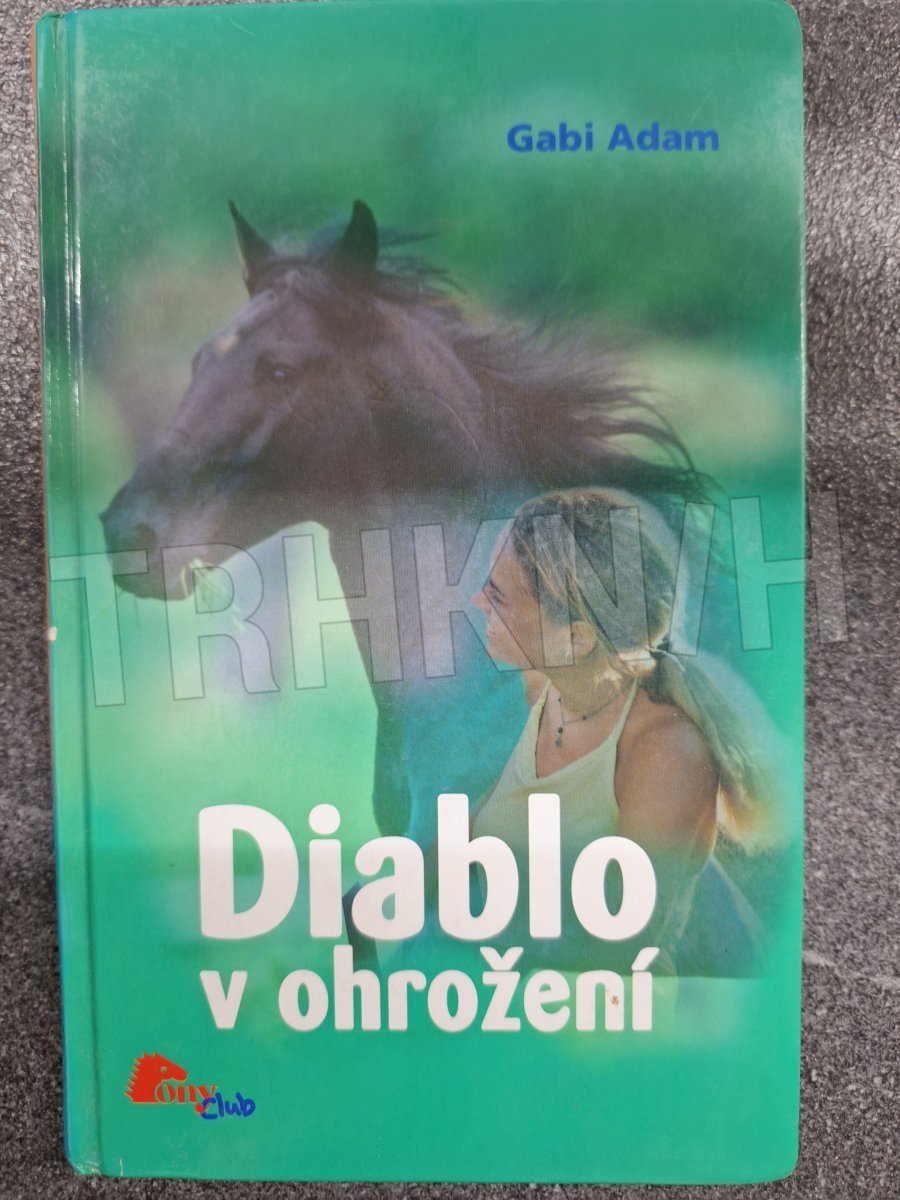 Gabi Adam
TRHKNIH
Diablo
v ohrožení
Pony
club